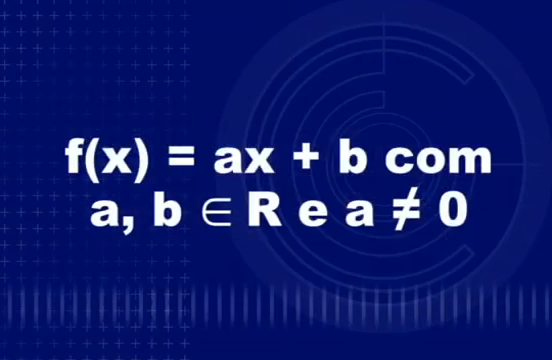 f(x) = ax + b com
a, b ∈ R e a ≠ 0